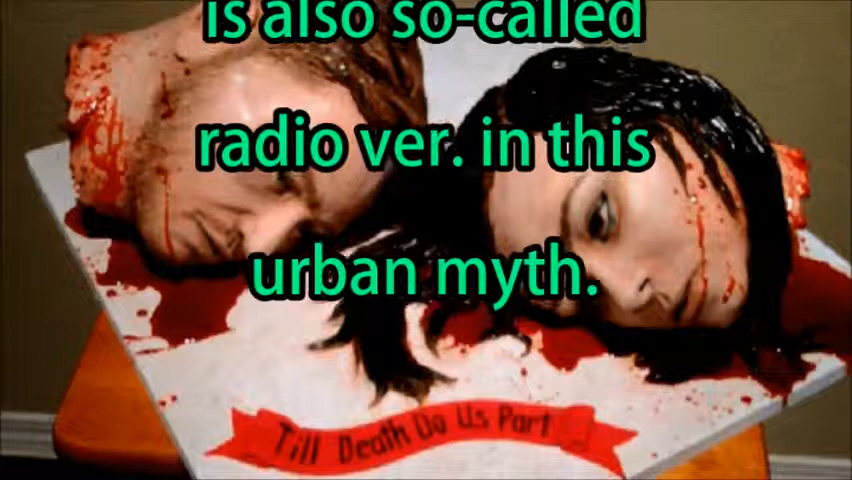 is also so-called
radio ver. in this
urban myth.
Till Death Do Us Part